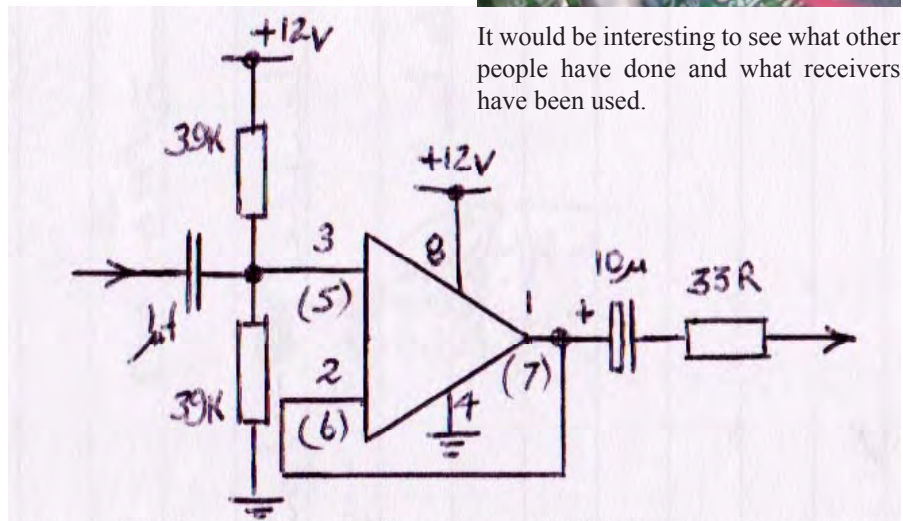 It would be interesting to see what other
people have done and what receivers
have been used.
+12V
39K
+12V
3
8
10μ
33R
(5)
1
+
1μf
2
(7)
39K
(6)
4